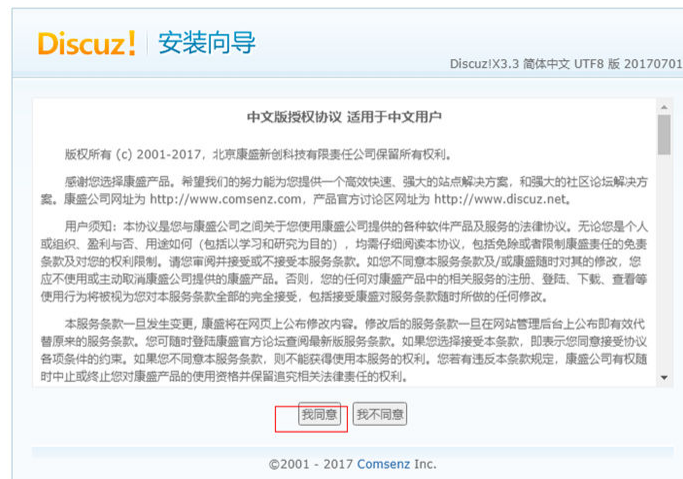 Discuz! 安装向导
Discuz!X3.3 简体中文 UTF8 版 20170701
中文版授权协议 适用于中文用户
版权所有 (c) 2001-2017，北京康盛新创科技有限责任公司保留所有权利。
感谢您选择康盛产品。希望我们的努力能为您提供一个高效快速、强大的站点解决方案，和强大的社区论坛解决方
案。康盛公司网址为 http://www.comsenz.com，产品官方讨论区网址为 http://www.discuz.net。
用户须知：本协议是您与康盛公司之间关于您使用康盛公司提供的各种软件产品及服务的法律协议。无论您是个人
或组织、盈利与否、用途如何（包括以学习和研究为目的），均需仔细阅读本协议，包括免除或者限制康盛责任的免责
条款及对您的权利限制。请您审阅并接受或不接受本服务条款。如您不同意本服务条款及/或康盛随时对其的修改，您
应不使用或主动取消康盛公司提供的康盛产品。否则，您的任何对康盛产品中的相关服务的注册、登陆、下载、查看等
使用行为将被视为您对本服务条款全部的完全接受，包括接受康盛对服务条款随时所做的任何修改。
本服务条款一旦发生变更, 康盛将在网页上公布修改内容。修改后的服务条款一旦在网站管理后台上公布即有效代
替原来的服务条款。您可随时登陆康盛官方论坛查阅最新版服务条款。如果您选择接受本条款，即表示您同意接受协议
各项条件的约束。如果您不同意本服务条款，则不能获得使用本服务的权利。您若有违反本条款规定，康盛公司有权随
时中止或终止您对康盛产品的使用资格并保留追究相关法律责任的权利。
我同意 我不同意
©2001 - 2017 Comsenz Inc.